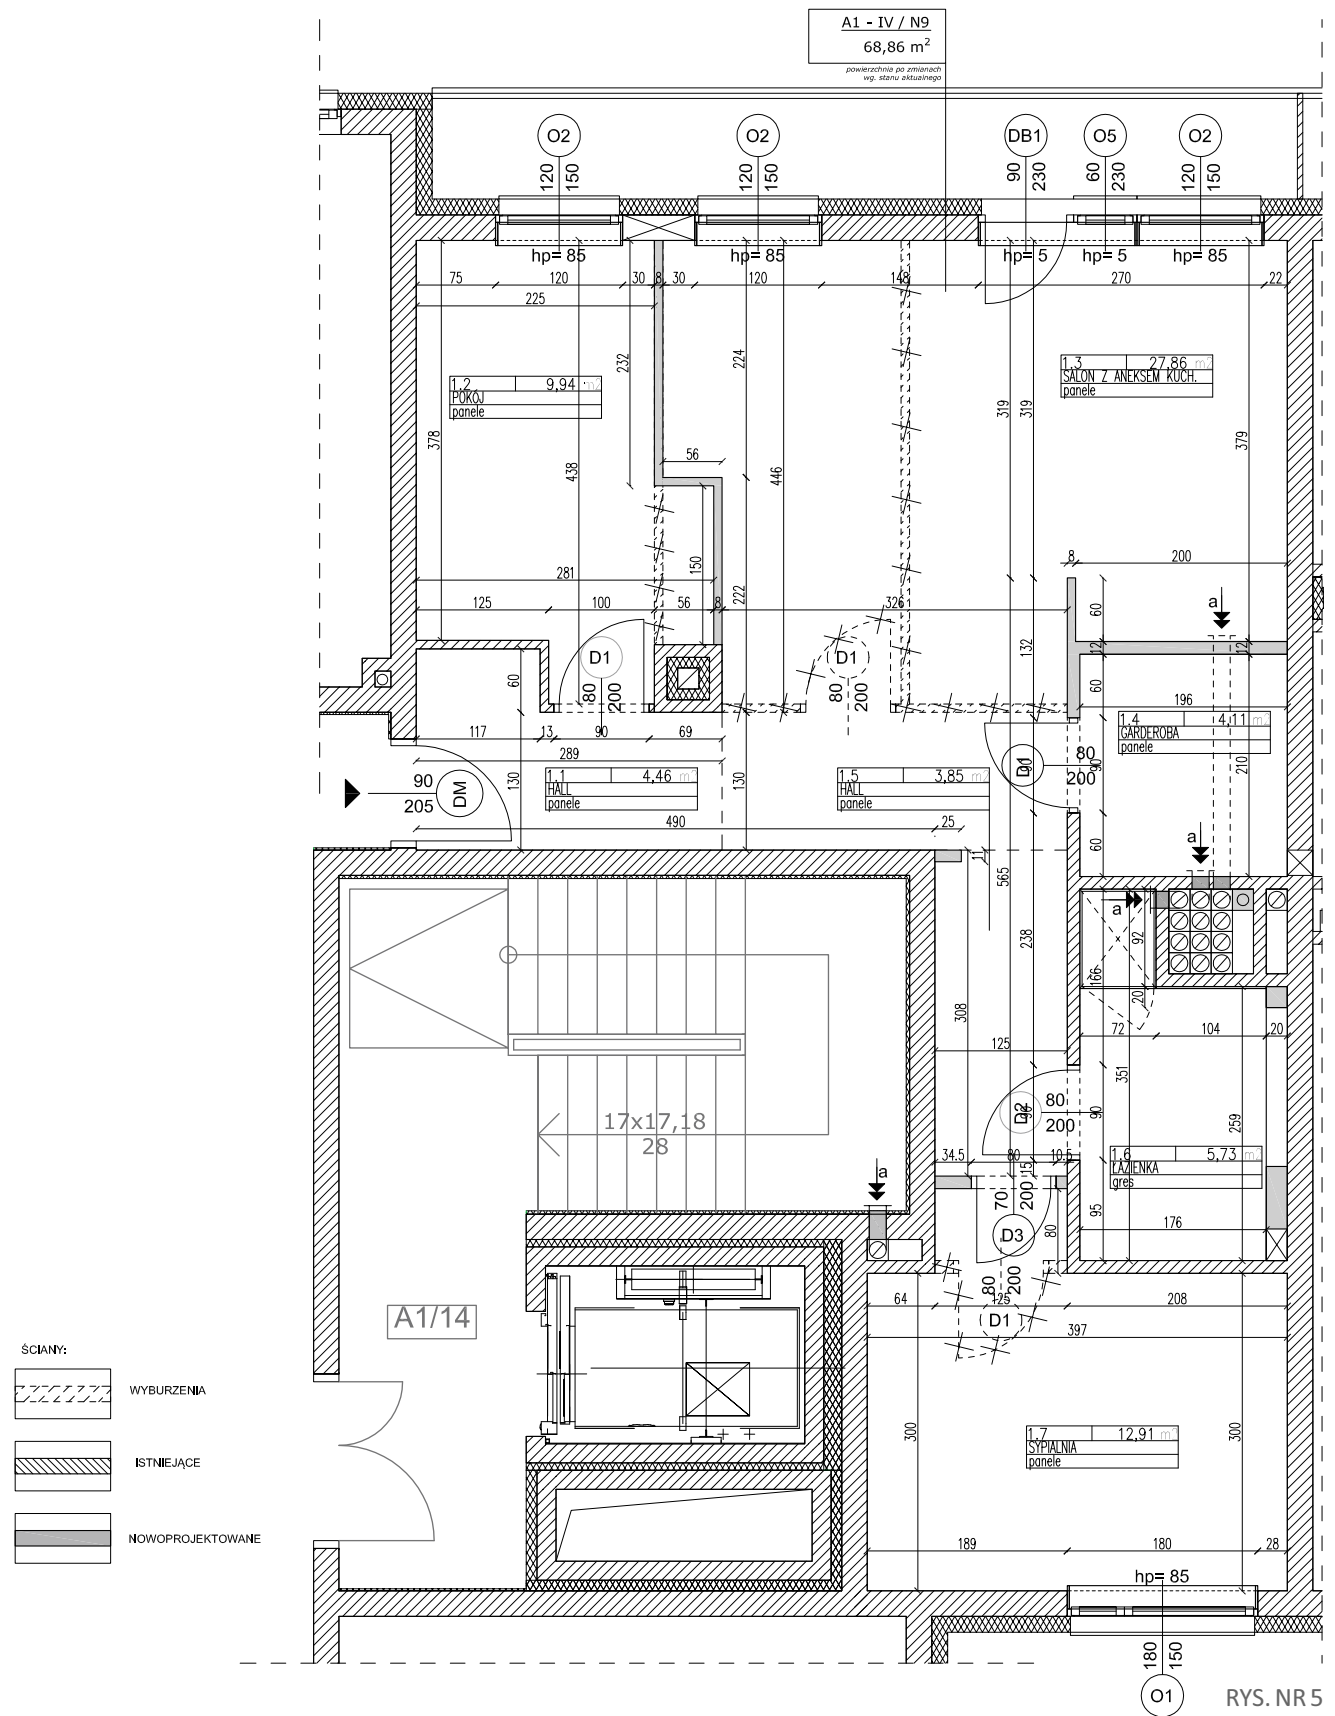 A1 - IV / N9
68,86 m²
powierzchnia po zmianach
wg. stanu aktualnego
O2
120
150
O2
120
150
DB1
90
230
O5
60
230
O2
120
150
hp= 85
hp= 85
hp= 5
hp= 5
hp= 85
75
120
30
8
30
120
148
270
22
225
232
224
319
319
379
1.2 9,94 m2
POKÓJ
panele
1.3 27,86 m2
SALON Z ANEKSEM KUCH.
panele
378
438
56
446
150
281
8
200
125
100
56
8
222
326
60
a
12
12
D1
80
200
D1
80
200
132
60
60
196
1.4 4,11 m2
GARDEROBA
panele
117
13
90
69
289
210
90
205
DM
130
1.1 4,46 m2
HALL
panele
130
1.5 3,85 m2
HALL
panele
D1
90
80
200
90
490
25
11
a
60
565
238
a
92
166
20
308
72
104
20
125
351
17x17,18
28
D2
90
80
200
90
259
34.5
80
10.5
15
1.6 5,73 m2
ŁAZIENKA
gres
a
70
200
D3
80
95
176
80
200
64
125
208
D1
397
A1/14
ŚCIANY:
WYBURZENIA
ISTNIEJĄCE
NOWOPROJEKTOWANE
300
300
1.7 12,91 m2
SYPIALNIA
panele
189
180
28
hp= 85
180
150
O1
RYS. NR 5